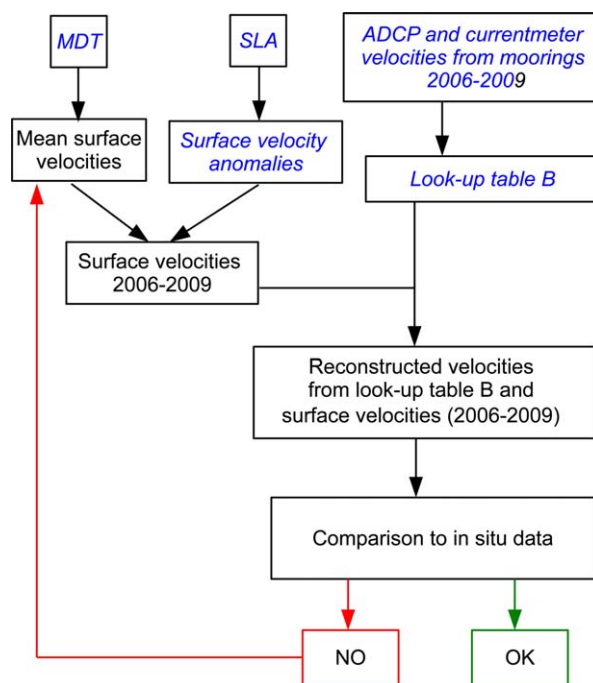 MDT
SLA
ADCP and currentmeter
velocities from moorings
2006-2009
Mean surface
velocities
Surface velocity
anomalies
Look-up table B
Surface velocities
2006-2009
Reconstructed velocities
from look-up table B and
surface velocities (2006-2009)
Comparison to in situ data
NO
OK